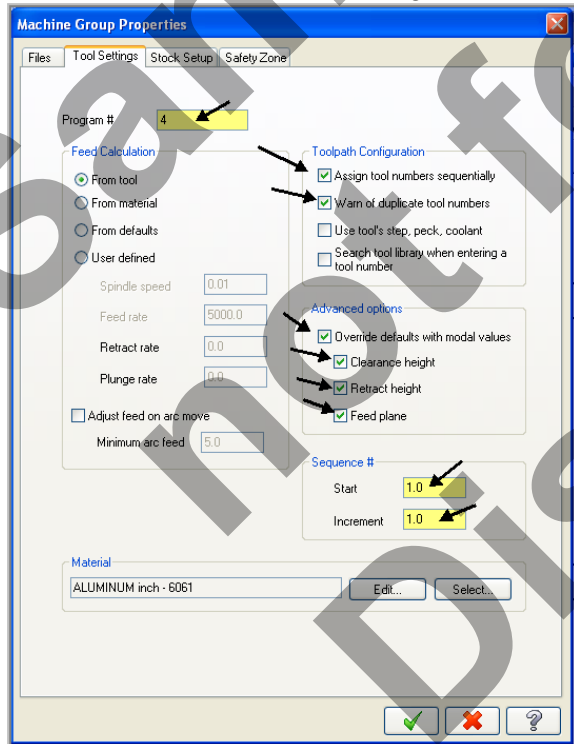 Machine Group Properties
Files
Tool Settings
Stock Setup
Safety Zone
Program # 4
Feed Calculation
From tool
From material
From defaults
User defined
Spindle speed 0.01
Feed rate 5000.0
Retract rate 0.0
Plunge rate 0.0
Adjust feed on arc move
Minimum arc feed 5.0
Toolpath Configuration
Assign tool numbers sequentially
Warn of duplicate tool numbers
Use tool's step, peck, coolant
Search tool library when entering a
tool number
Advanced options
Override defaults with modal values
Clearance height
Retract height
Feed plane
Sequence #
Start 1.0
Increment 1.0
Material
ALUMINUM inch - 6061
Edit...
Select...
not f
Dis